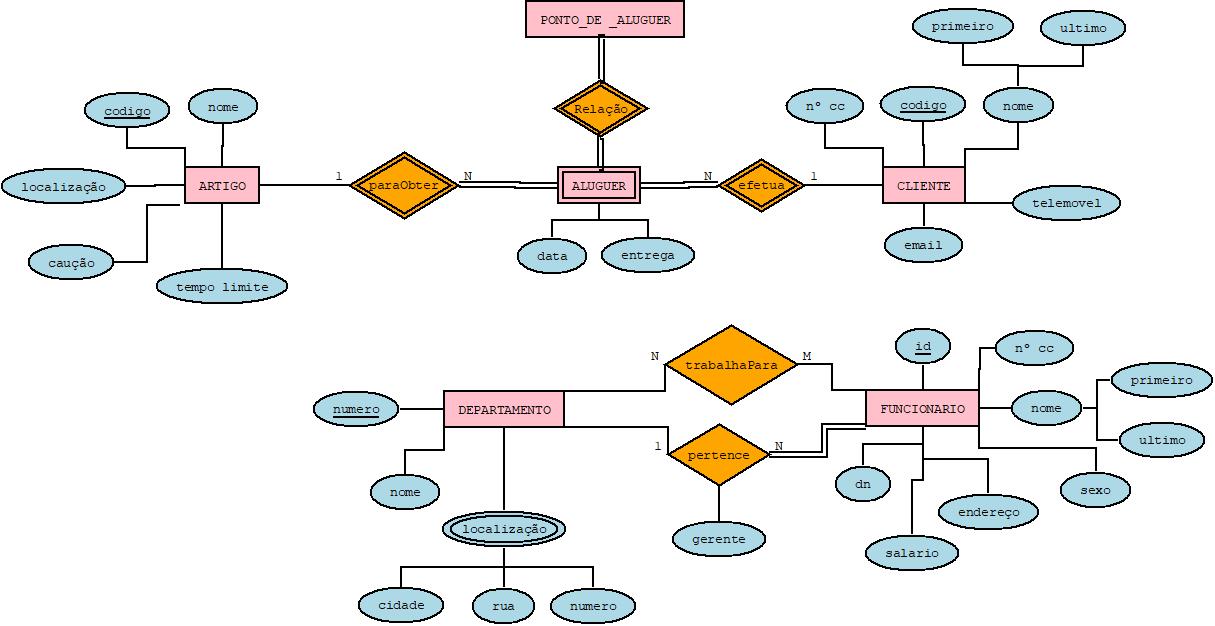 PONTO_DE _ALUGUER
primeiro
ultimo
codigo
nome
Relação
nº cc
codigo
nome
localização
ARTIGO
1
paraObter
N
ALUGUER
N
efetua
1
CLIENTE
telemovel
caução
tempo limite
data
entrega
email
N
trabalhaPara
M
id
nº cc
numero
DEPARTAMENTO
FUNCIONARIO
nome
primeiro
ultimo
1
pertence
N
nome
dn
sexo
localização
gerente
endereço
salario
cidade
rua
numero